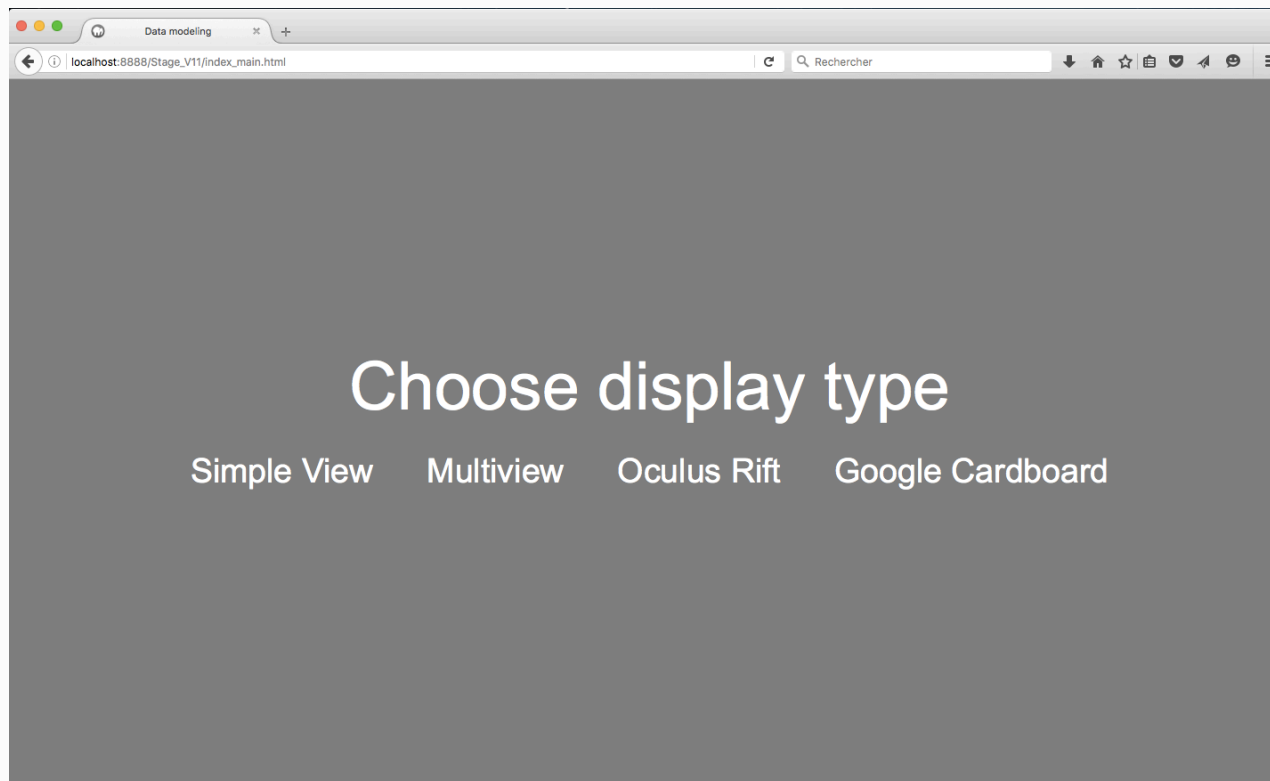 Data modeling
localhost:8888/Stage_V11/index_main.html
Rechercher
Choose display type
Simple View Multiview Oculus Rift Google Cardboard